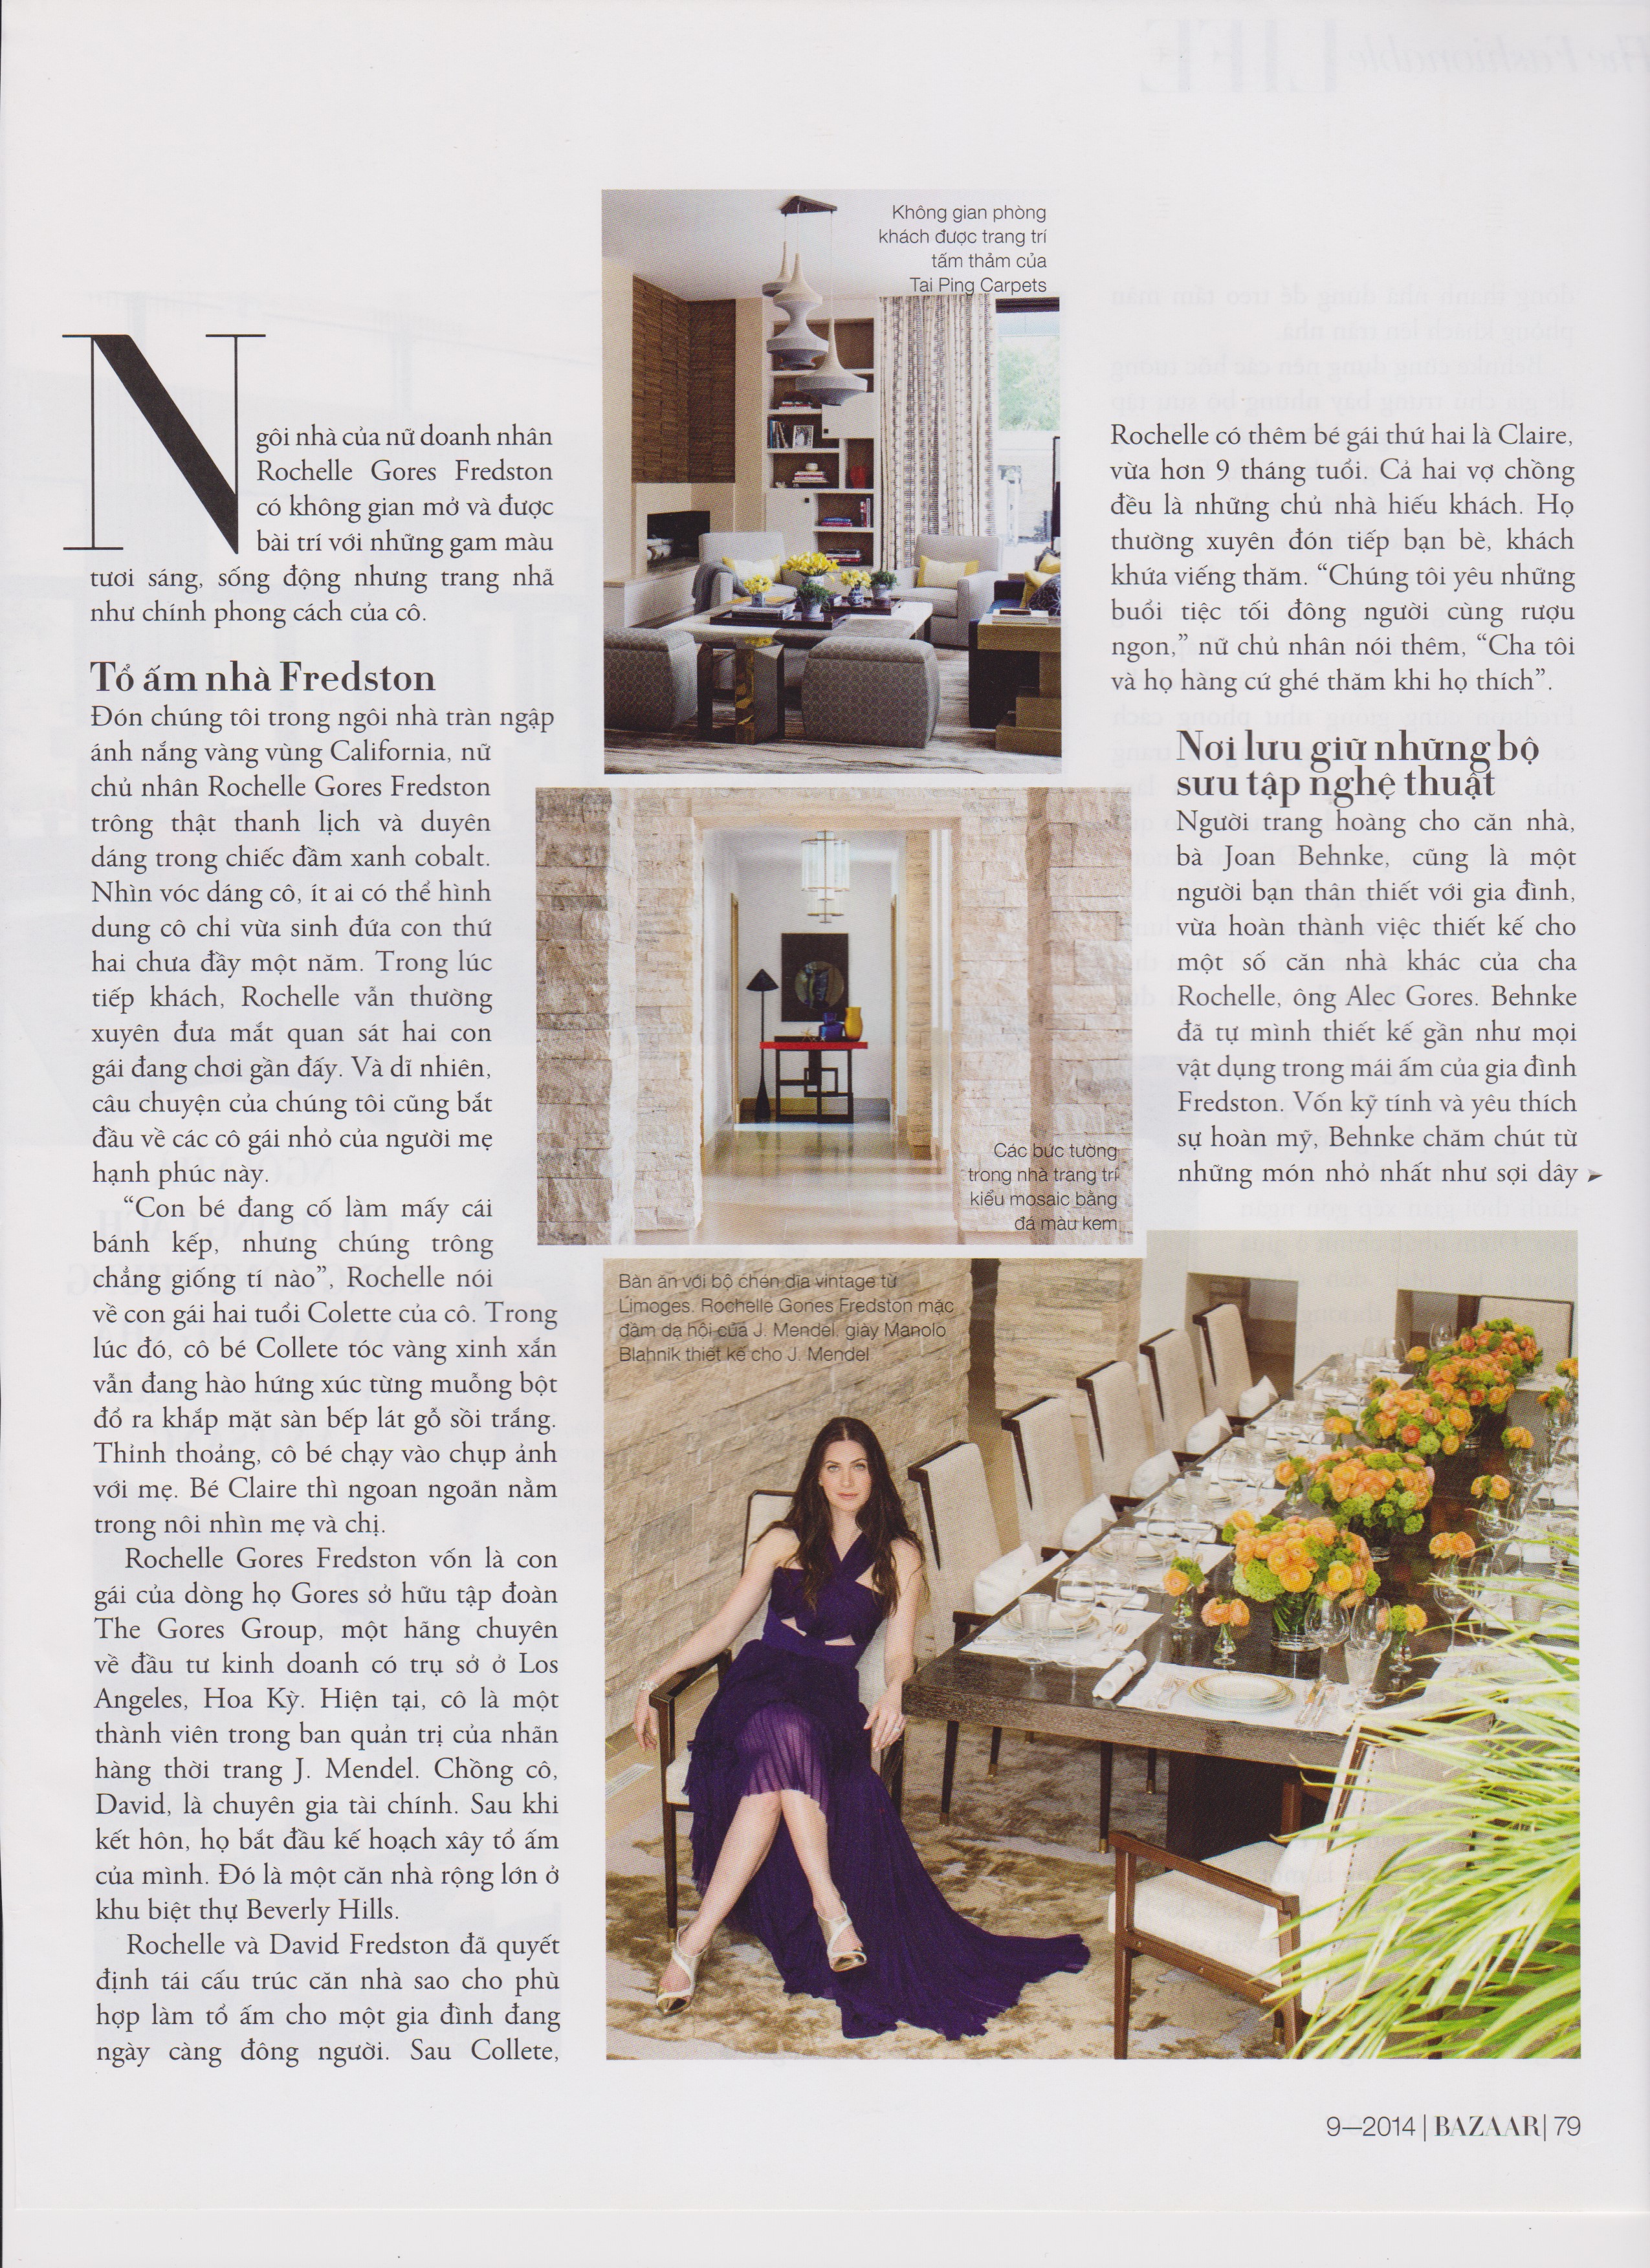 Không gian phòng
khách được trang trí
tấm thảm của
Tai Ping Carpets
Ngôi nhà của nữ doanh nhân
Rochelle Gores Fredston
có không gian mở và được
bài trí với những gam màu
tươi sáng, sống động nhưng trang nhã
như chính phong cách của cô.
Tổ ấm nhà Fredston
Đón chúng tôi trong ngôi nhà tràn ngập
ánh nắng vàng vùng California, nữ
chủ nhân Rochelle Gores Fredston
trông thật thanh lịch và duyên
dáng trong chiếc đầm xanh cobalt.
Nhìn vóc dáng cô, ít ai có thể hình
dung cô chỉ vừa sinh đứa con thứ
hai chưa đầy một năm. Trong lúc
tiếp khách, Rochelle vẫn thường
xuyên đưa mắt quan sát hai con
gái đang chơi gần đấy. Và dĩ nhiên,
câu chuyện của chúng tôi cũng bắt
đầu về các cô gái nhỏ của người mẹ
hạnh phúc này.
“Con bé đang cố làm mấy cái
bánh kếp, nhưng chúng trông
chẳng giống tí nào”, Rochelle nói
về con gái hai tuổi Colette của cô. Trong
lúc đó, cô bé Collete tóc vàng xinh xắn
vẫn đang hào hứng xúc từng muỗng bột
đổ ra khắp mặt sàn bếp lát gỗ sồi trắng.
Thỉnh thoảng, cô bé chạy vào chụp ảnh
với mẹ. Bé Claire thì ngoan ngoãn nằm
trong nôi nhìn mẹ và chị.
Rochelle Gores Fredston vốn là con
gái của dòng họ Gores sở hữu tập đoàn
The Gores Group, một hãng chuyên
về đầu tư kinh doanh có trụ sở ở Los
Angeles, Hoa Kỳ. Hiện tại, cô là một
thành viên trong ban quản trị của nhãn
hàng thời trang J. Mendel. Chồng cô,
David, là chuyên gia tài chính. Sau khi
kết hôn, họ bắt đầu kế hoạch xây tổ ấm
của mình. Đó là một căn nhà rộng lớn ở
khu biệt thự Beverly Hills.
Rochelle và David Fredston đã quyết
định tái cấu trúc căn nhà sao cho phù
hợp làm tổ ấm cho một gia đình đang
ngày càng đông người. Sau Collete,
Các bức tường
trong nhà trang trí
kiểu mosaic bằng
đá màu kem
Bàn ăn với bộ chén dĩa vintage từ
Limoges. Rochelle Gones Fredston mặc
đầm dạ hội của J. Mendel, giày Manolo
Blahnik thiết kế cho J. Mendel
Rochelle có thêm bé gái thứ hai là Claire,
vừa hơn 9 tháng tuổi. Cả hai vợ chồng
đều là những chủ nhà hiếu khách. Họ
thường xuyên đón tiếp bạn bè, khách
khứa viếng thăm. “Chúng tôi yêu những
buổi tiệc tối đông người cùng rượu
ngon,” nữ chủ nhân nói thêm, “Cha tôi
và họ hàng cứ ghé thăm khi họ thích”.
Nơi lưu giữ những bộ
sưu tập nghệ thuật
Người trang hoàng cho căn nhà,
bà Joan Behnke, cũng là một
người bạn thân thiết với gia đình,
vừa hoàn thành việc thiết kế cho
một số căn nhà khác của cha
Rochelle, ông Alec Gores. Behnke
đã tự mình thiết kế gần như mọi
vật dụng trong mái ấm của gia đình
Fredston. Vốn kỹ tính và yêu thích
sự hoàn mỹ, Behnke chăm chút từ
những món nhỏ nhất như sợi dây ➤
9—2014 | BAZAAR | 79